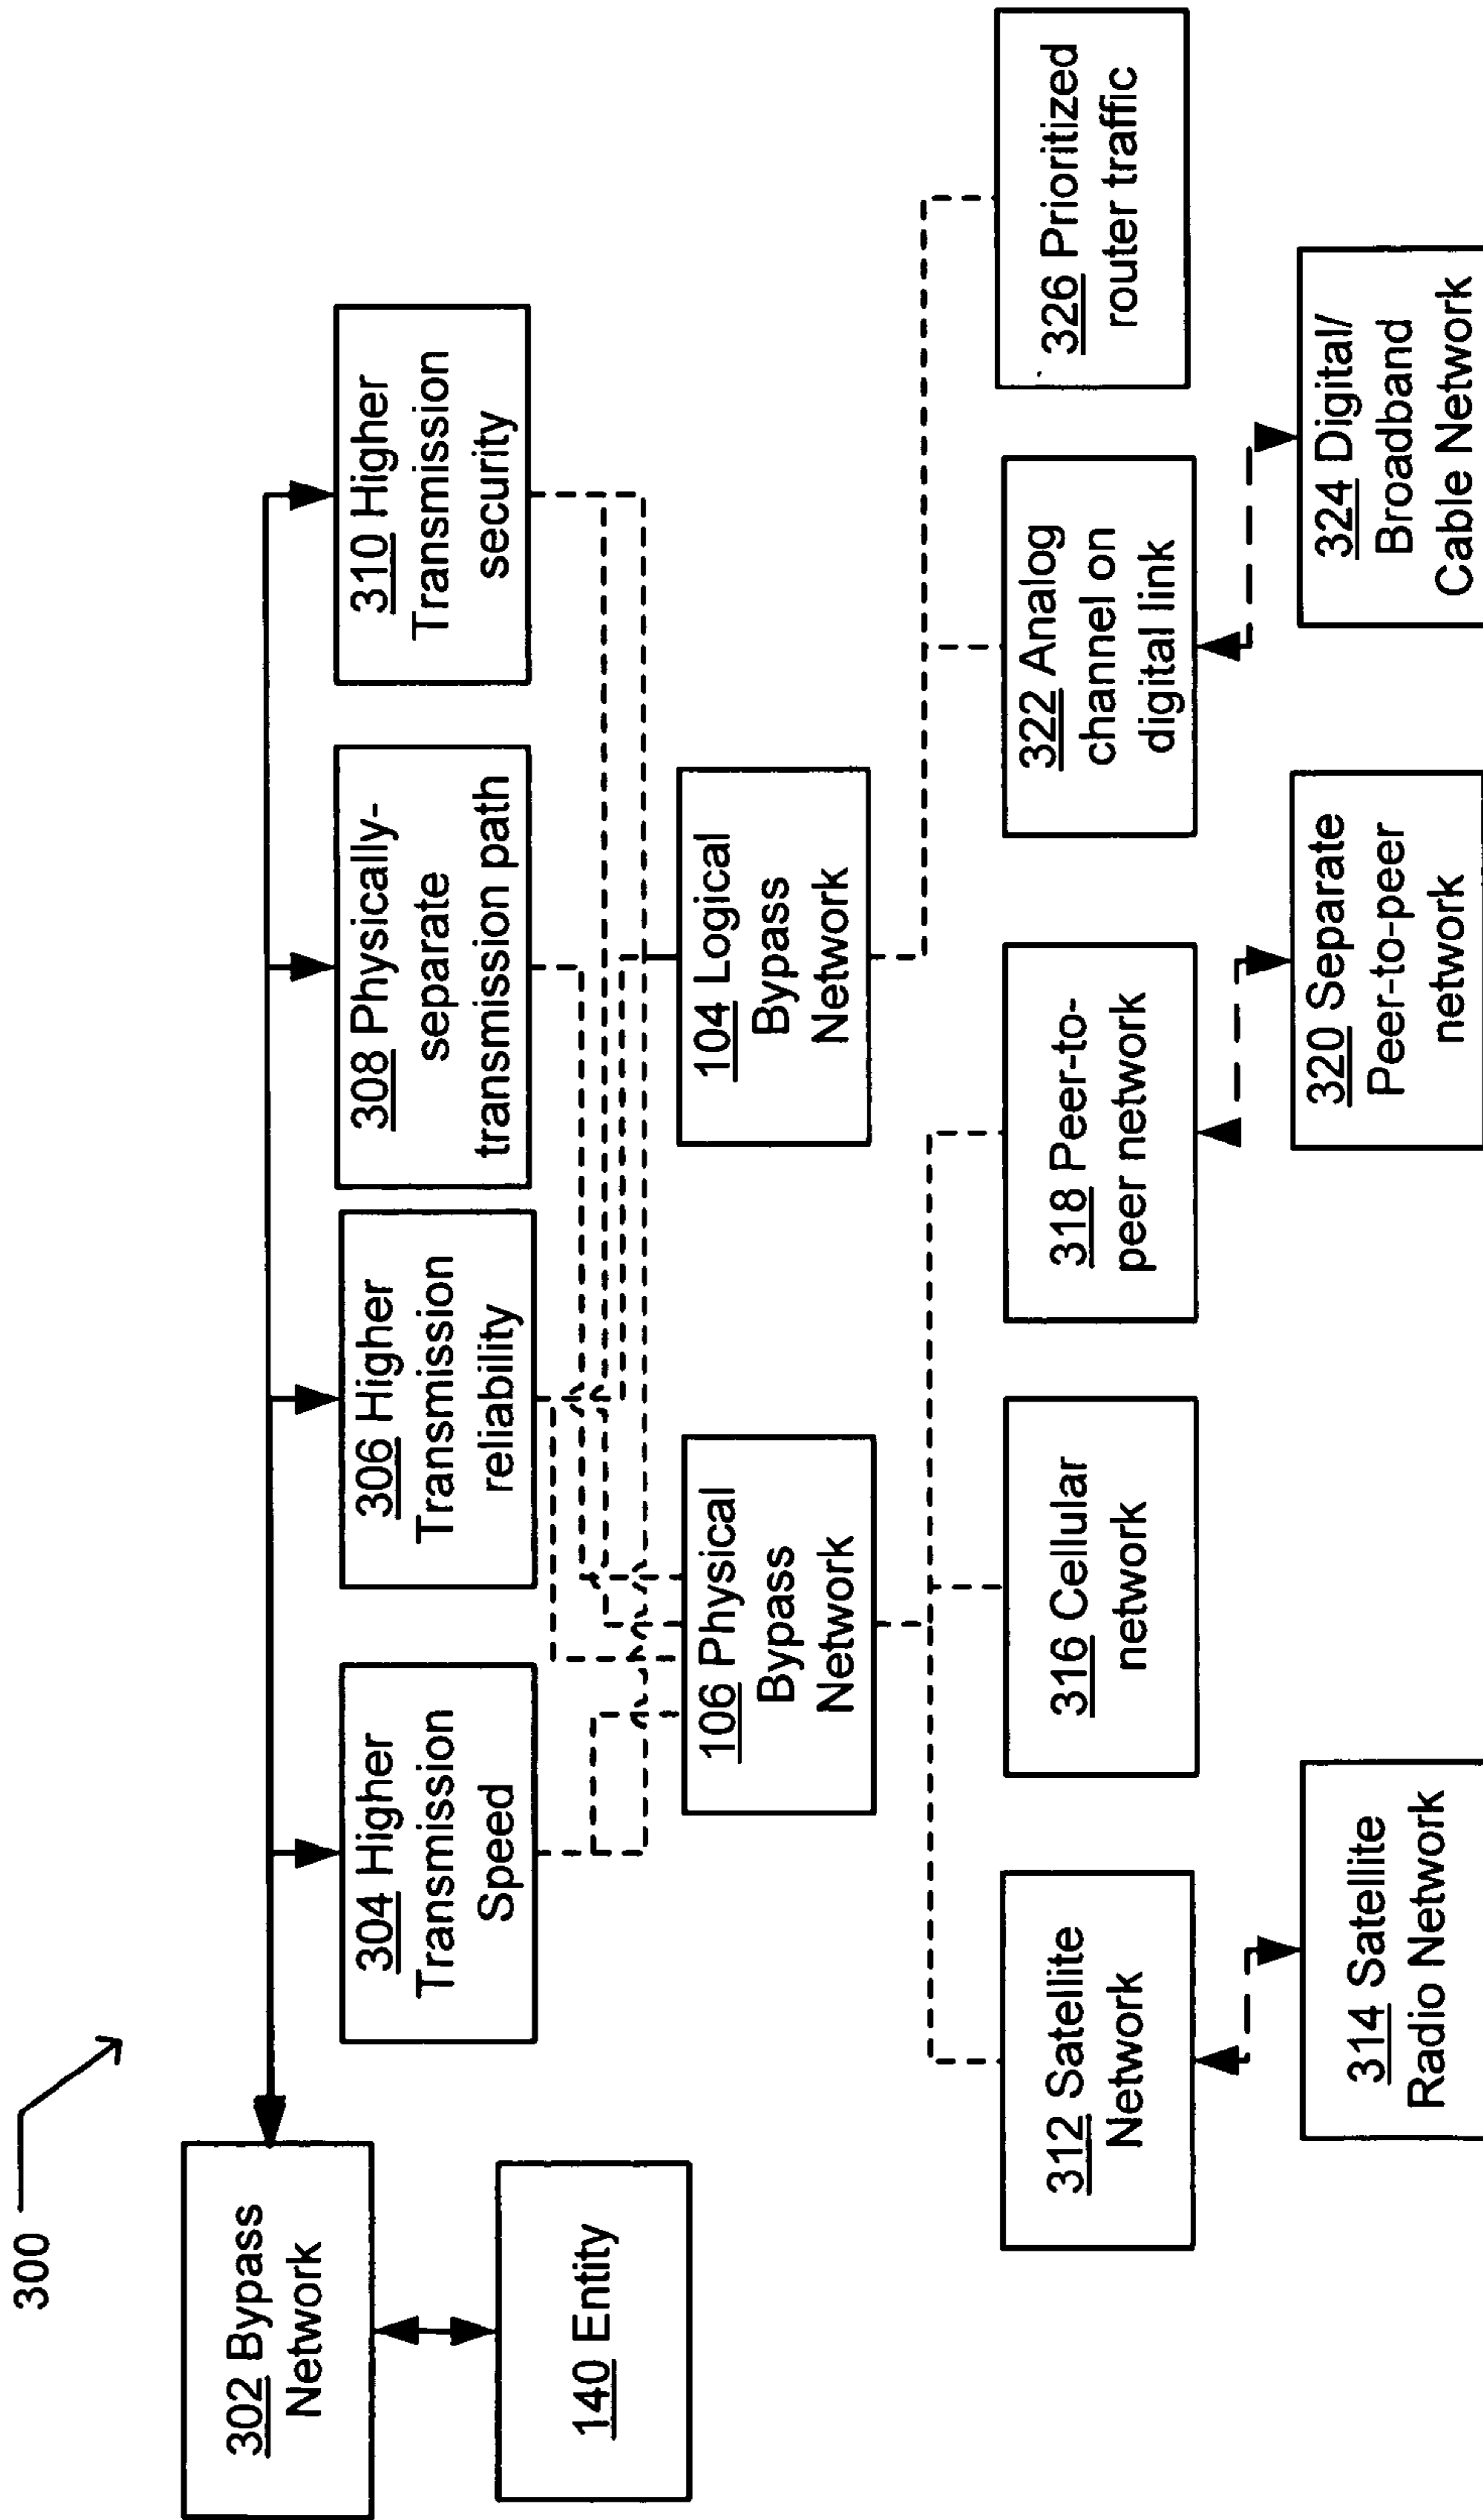 300
302 Bypass
Network
140 Entity
304 Higher
Transmission
Speed
306 Higher
Transmission
reliability
308 Physically-
separate
transmission path
310 Higher
Transmission
security
106 Physical
Bypass
Network
104 Logical
Bypass
Network
312 Satellite
Network
316 Cellular
network
318 Peer-to-
peer network
322 Analog
channel on
digital link
326 Prioritized
router traffic
314 Satellite
Radio Network
320 Separate
Peer-to-peer
network
324 Digital/
Broadband
Cable Network